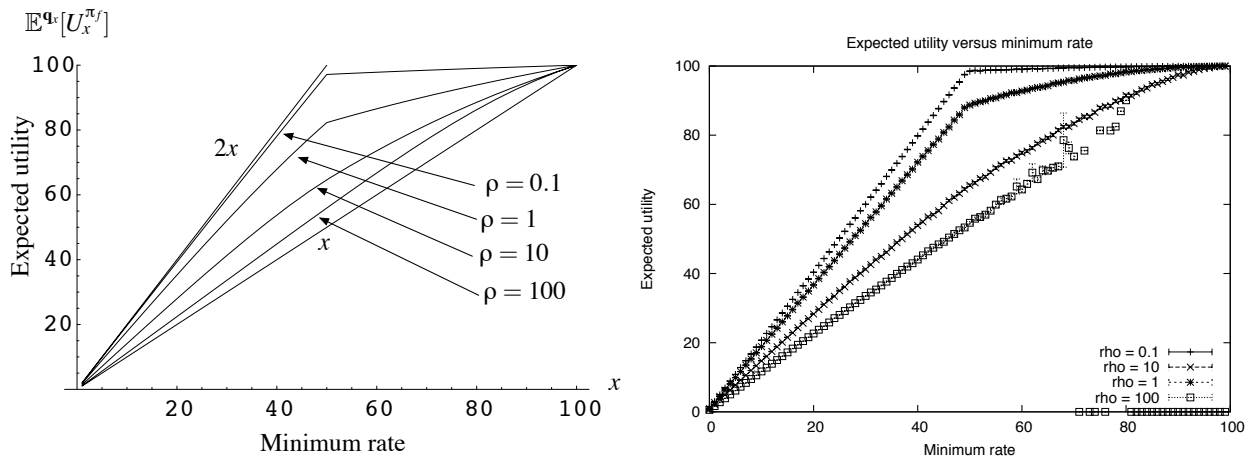 𝔼^{𝐪_x}[U_x^{π_f}]
Expected utility
100
80
60
40
20
2x
x
ρ = 0.1
ρ = 1
ρ = 10
ρ = 100
20 40 60 80 100
x
Minimum rate
Expected utility versus minimum rate
Expected utility
100
80
60
40
20
0
rho = 0.1
rho = 10
rho = 1
rho = 100
0 20 40 60 80 100
Minimum rate